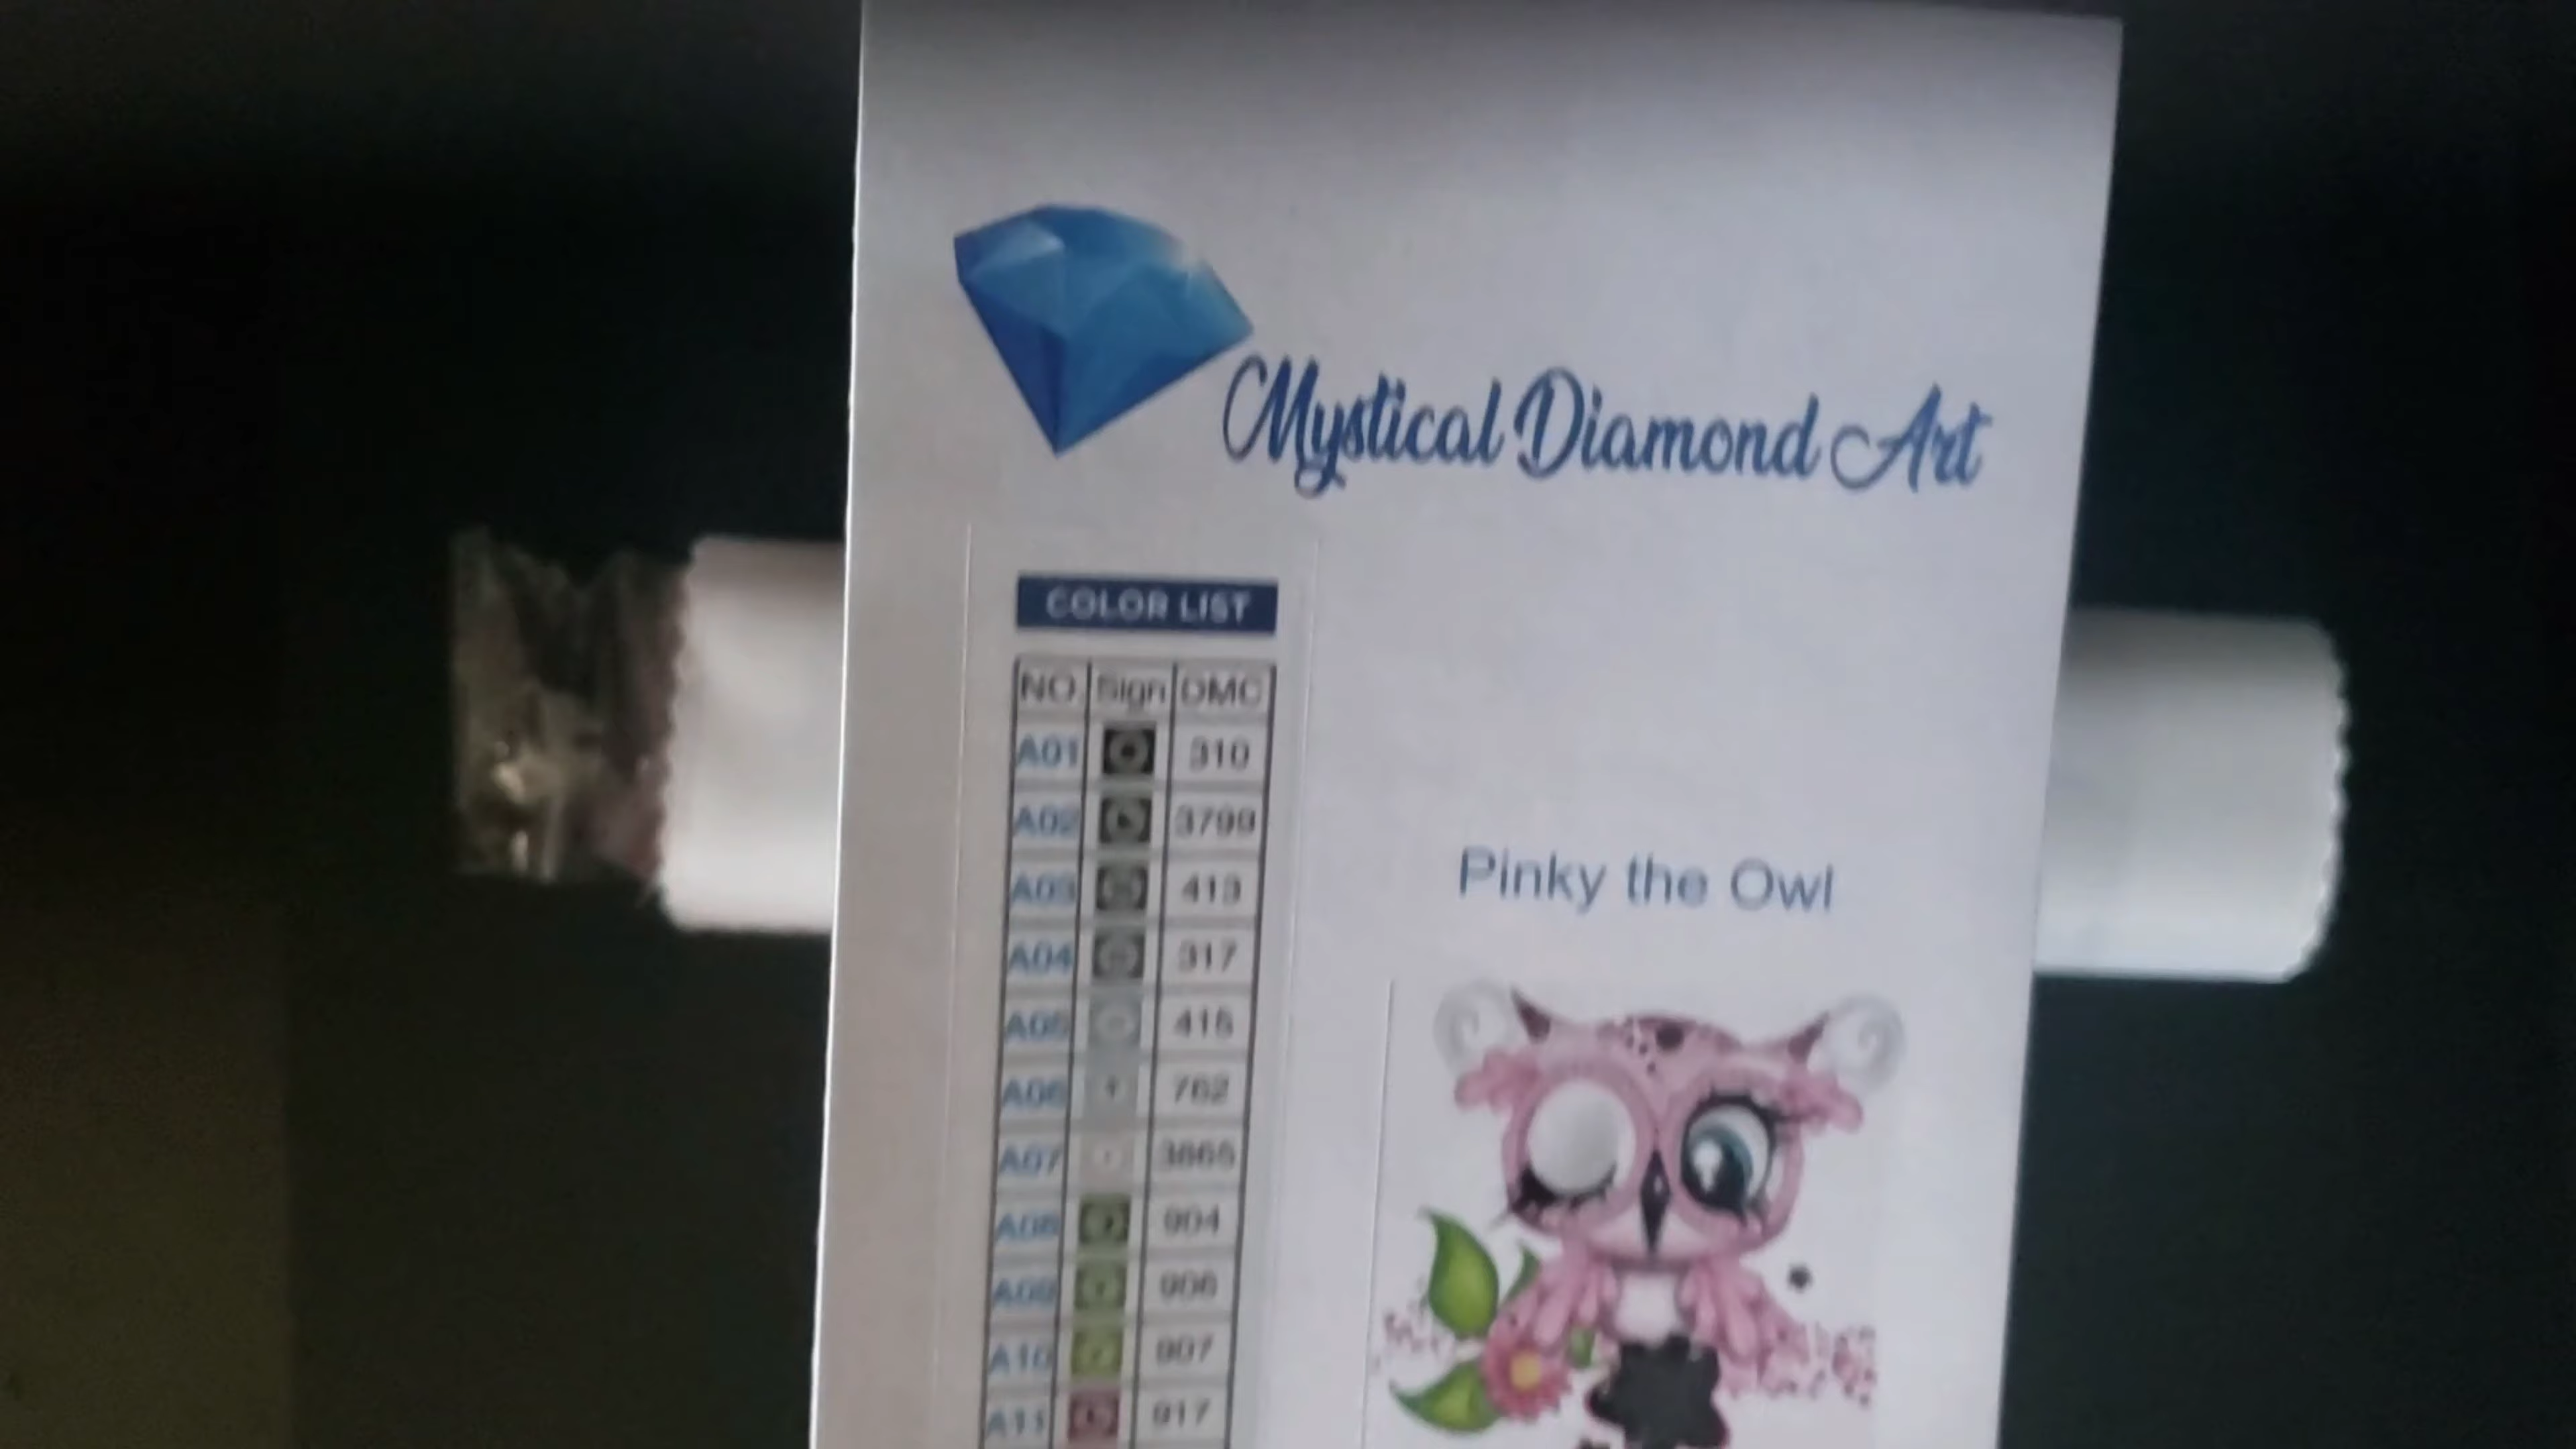 Mystical Diamond Art
COLOR LIST
NO. Sign DMC
A01 310
A02 3799
A03 413
A04 317
A05 415
A06 762
A07 3865
A08 904
A09 906
A10 907
A11 917
Pinky the Owl